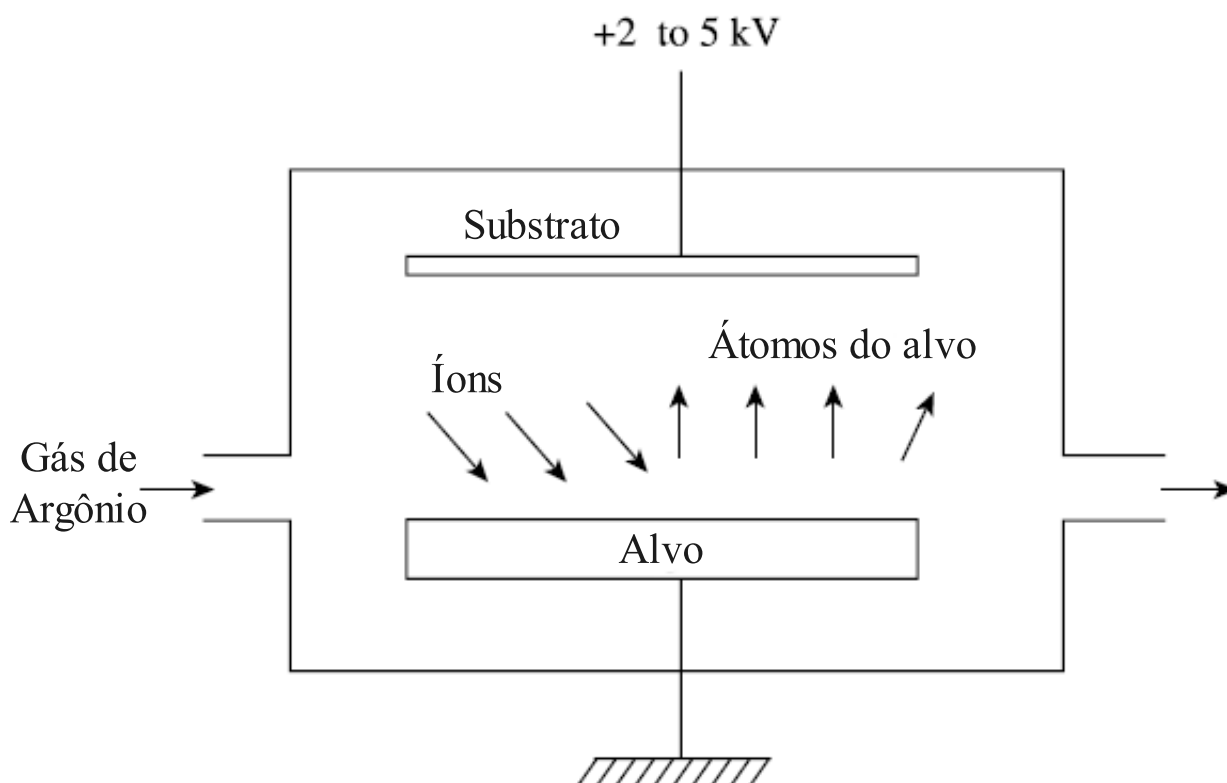 +2 to 5 kV
Substrato
Átomos do alvo
Íons
Gás de
Argônio
Alvo